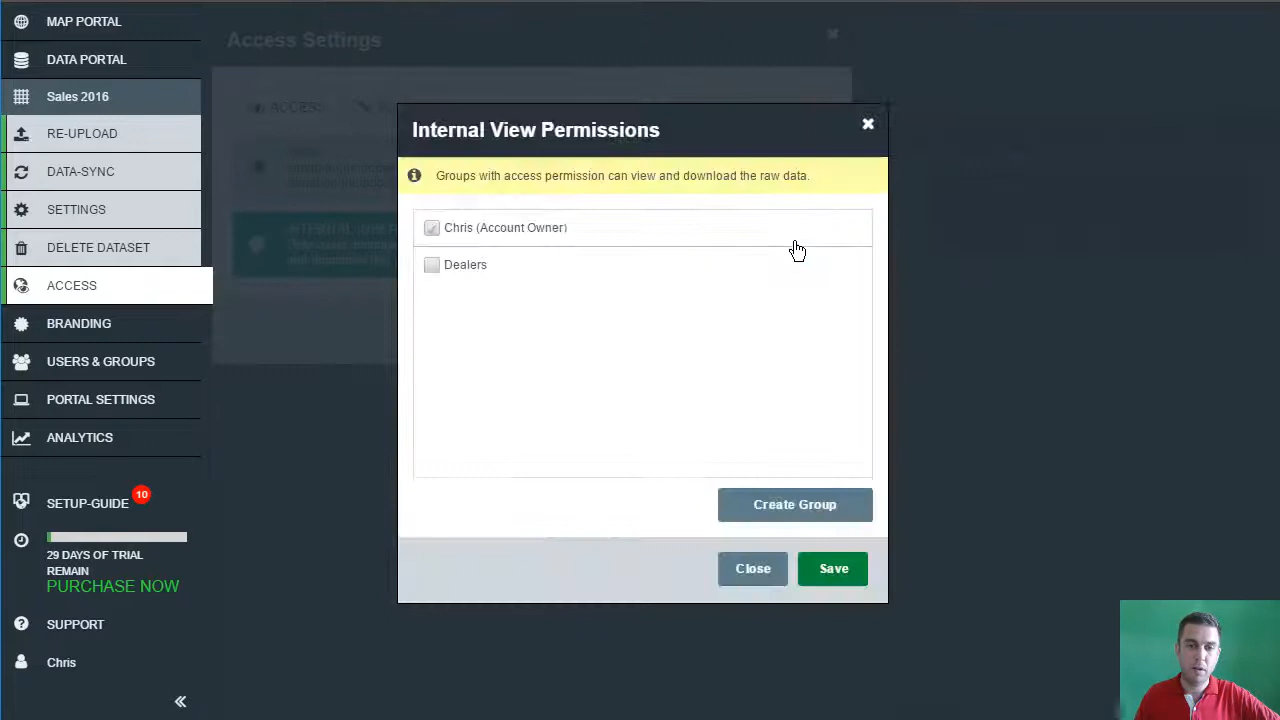 MAP PORTAL
DATA PORTAL
Sales 2016
RE-UPLOAD
DATA-SYNC
SETTINGS
DELETE DATASET
ACCESS
BRANDING
USERS & GROUPS
PORTAL SETTINGS
ANALYTICS
SETUP-GUIDE 10
29 DAYS OF TRIAL
REMAIN
PURCHASE NOW
SUPPORT
Chris
Access Settings
ACCESS
Internal View Permissions
Groups with access permission can view and download the raw data.
Chris (Account Owner)
Dealers
Create Group
Close Save